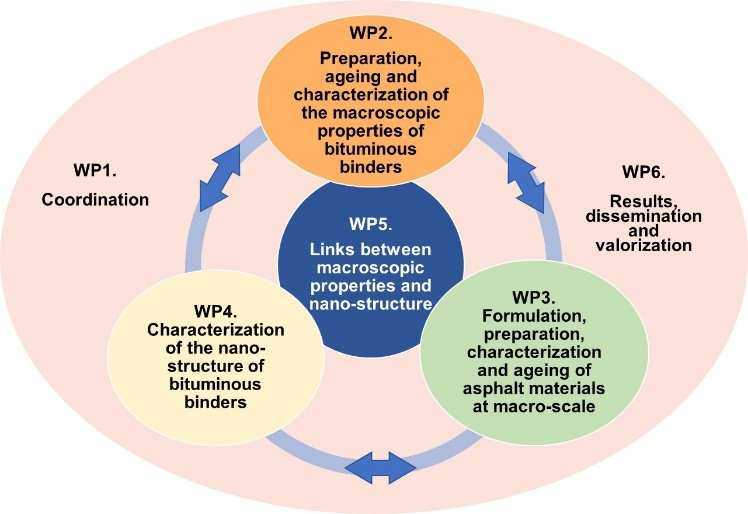 WP2.
Preparation,
ageing and
characterization of
the macroscopic
properties of
bituminous
binders
WP1.
Coordination
WP6.
Results,
dissemination
and
valorization
WP5.
Links between
macroscopic
properties and
nano-structure
WP4.
Characterization
of the nano-
structure of
bituminous
binders
WP3.
Formulation,
preparation,
characterization
and ageing of
asphalt materials
at macro-scale